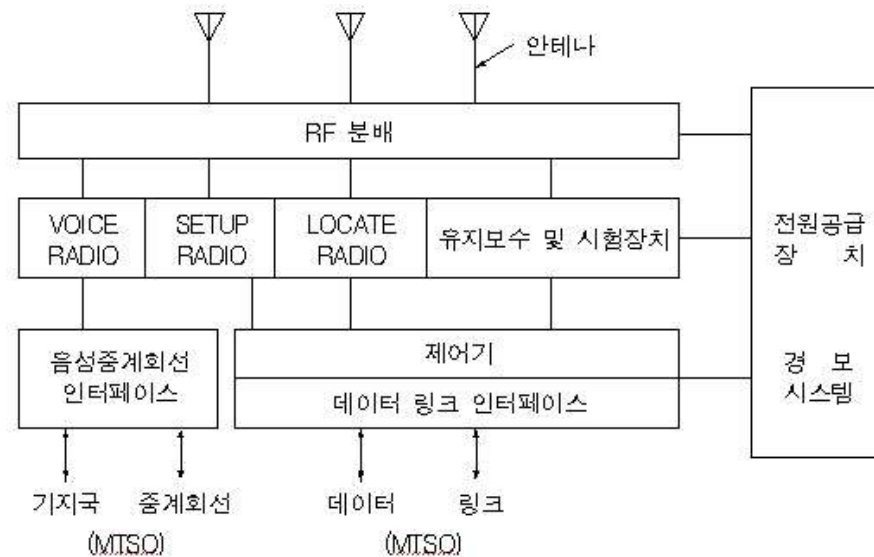 안테나
RF 분배
VOICE
RADIO
SETUP
RADIO
LOCATE
RADIO
유지보수 및 시험장치
전원공급
장 치
음성중계회선
인터페이스
제어기
데이터 링크 인터페이스
경 보
시스템
기지국 중계회선 데이터 링크
(MTSO) (MTSO)